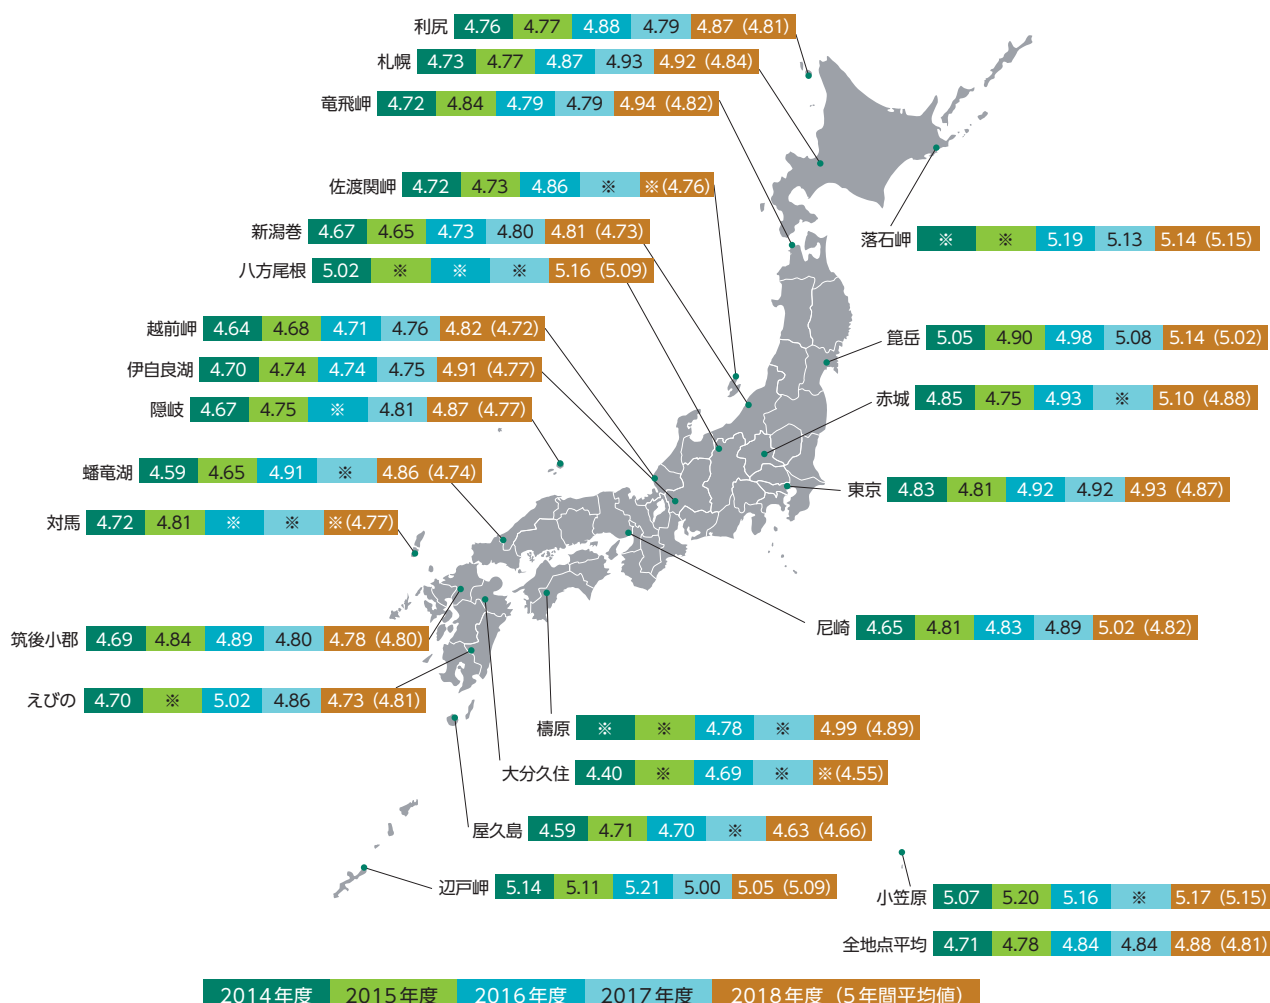 利尻 4.76 4.77 4.88 4.79 4.87 (4.81)
札幌 4.73 4.77 4.87 4.93 4.92 (4.84)
竜飛岬 4.72 4.84 4.79 4.79 4.94 (4.82)
佐渡関岬 4.72 4.73 4.86 ※ ※(4.76)
新潟巻 4.67 4.65 4.73 4.80 4.81 (4.73)
落石岬 ※ ※ 5.19 5.13 5.14 (5.15)
八方尾根 5.02 ※ ※ ※ 5.16 (5.09)
越前岬 4.64 4.68 4.71 4.76 4.82 (4.72)
箟岳 5.05 4.90 4.98 5.08 5.14 (5.02)
伊自良湖 4.70 4.74 4.74 4.75 4.91 (4.77)
赤城 4.85 4.75 4.93 ※ 5.10 (4.88)
隠岐 4.67 4.75 ※ 4.81 4.87 (4.77)
蟠竜湖 4.59 4.65 4.91 ※ 4.86 (4.74)
東京 4.83 4.81 4.92 4.92 4.93 (4.87)
対馬 4.72 4.81 ※ ※ ※(4.77)
尼崎 4.65 4.81 4.83 4.89 5.02 (4.82)
筑後小郡 4.69 4.84 4.89 4.80 4.78 (4.80)
えびの 4.70 ※ 5.02 4.86 4.73 (4.81)
檮原 ※ ※ 4.78 ※ 4.99 (4.89)
大分久住 4.40 ※ 4.69 ※ ※(4.55)
屋久島 4.59 4.71 4.70 ※ 4.63 (4.66)
辺戸岬 5.14 5.11 5.21 5.00 5.05 (5.09)
小笠原 5.07 5.20 5.16 ※ 5.17 (5.15)
全地点平均 4.71 4.78 4.84 4.84 4.88 (4.81)
2014年度 2015年度 2016年度 2017年度 2018年度（5年間平均値）